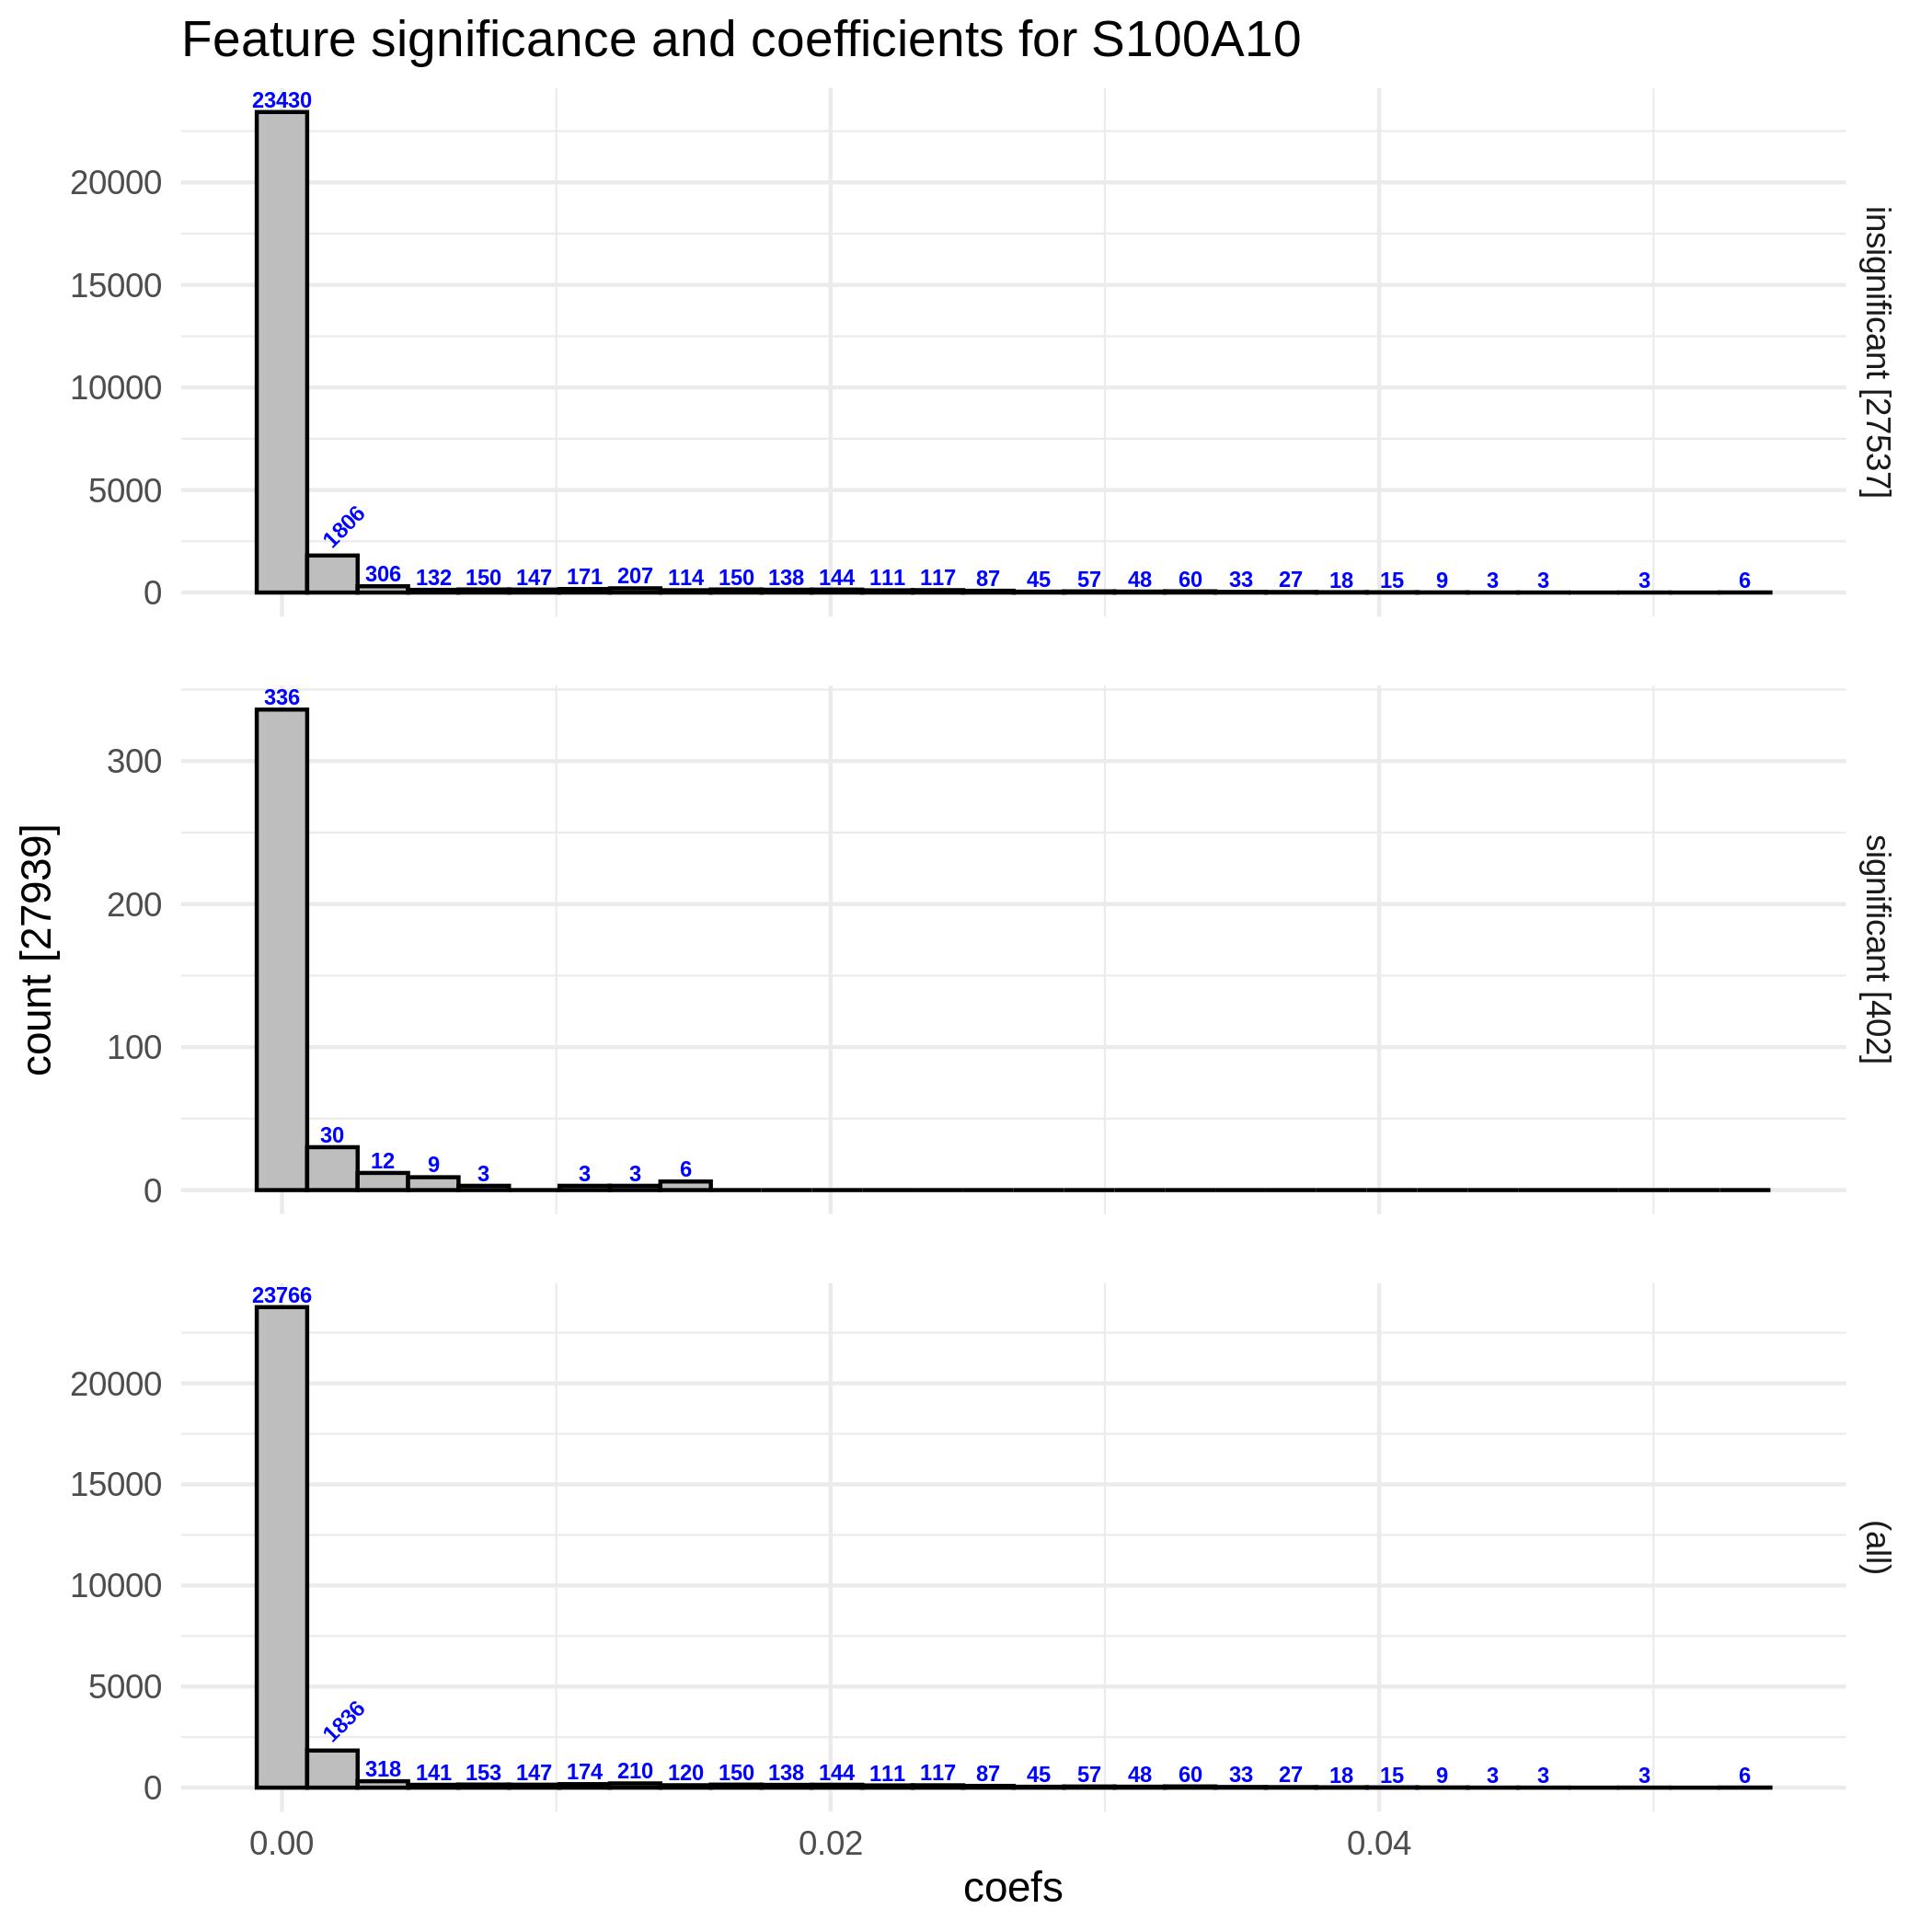 Feature significance and coefficients for S100A10
23430
20000
15000
10000
5000
0
1806
306 132 150 147 171 207 114 150 138 144 111 117 87 45 57 48 60 33 27 18 15 9 3 3 3 6
insignificant [27537]
336
300
200
100
0
30 12 9 3 3 3 6
significant [402]
count [27939]
23766
20000
15000
10000
5000
0
1836
318 141 153 147 174 210 120 150 138 144 111 117 87 45 57 48 60 33 27 18 15 9 3 3 3 6
(all)
0.00 0.02 0.04
coefs